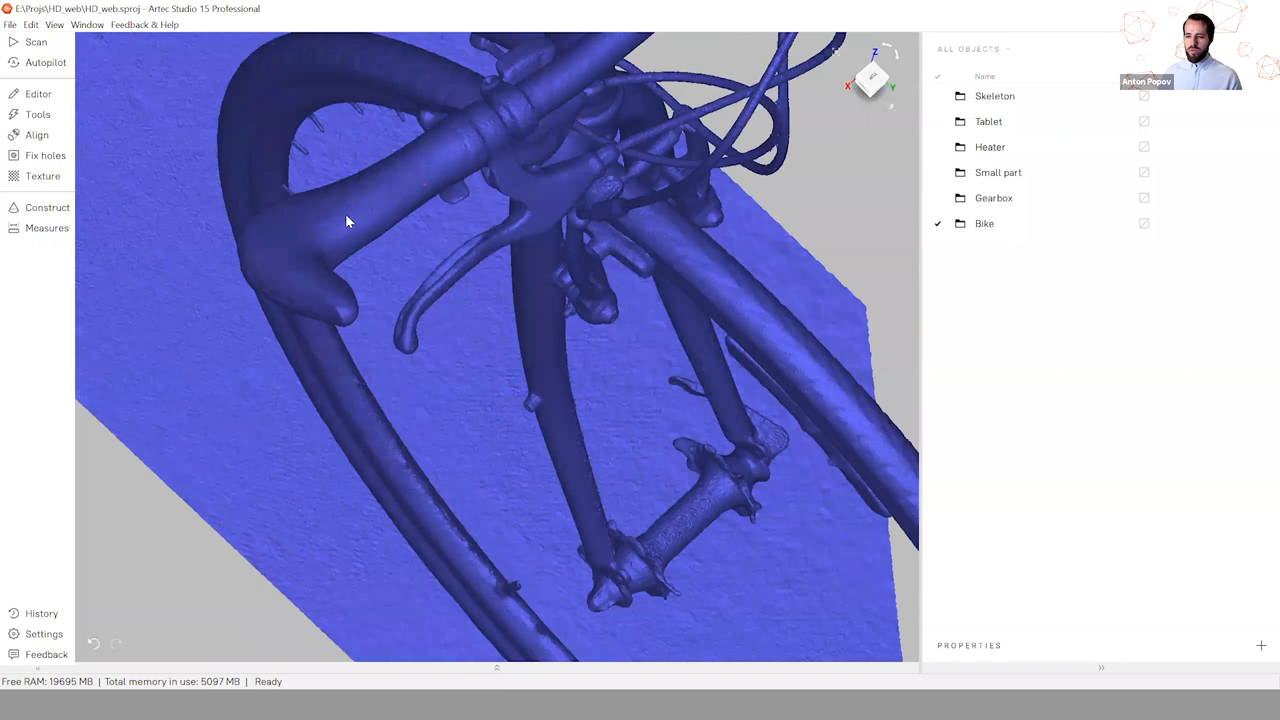 E:\Projs\HD_web\HD_web.sproj - Artec Studio 15 Professional
File Edit View Window Feedback & Help
Scan
Autopilot
Editor
Tools
Align
Fix holes
Texture
Construct
Measures
History
Settings
Feedback
Z
X
Y
ALL OBJECTS
Name
Skeleton
Tablet
Heater
Small part
Gearbox
Bike
Anton Popov
PROPERTIES
Free RAM: 19695 MB | Total memory in use: 5097 MB | Ready